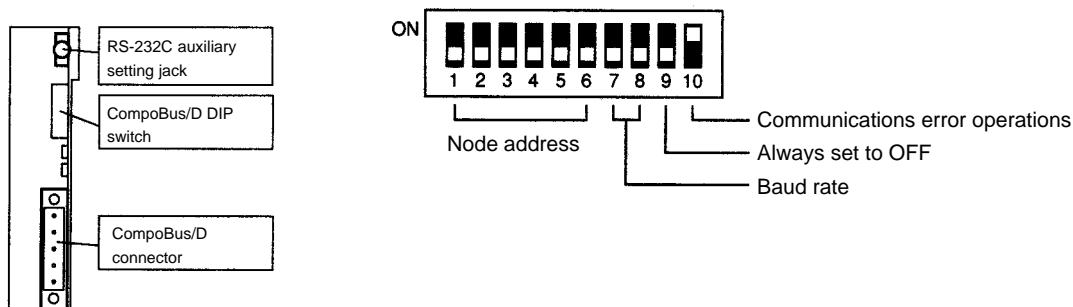 RS-232C auxiliary
setting jack
CompoBus/D DIP
switch
CompoBus/D
connector
ON
1 2 3 4 5 6 7 8 9 10
Node address
Communications error operations
Always set to OFF
Baud rate